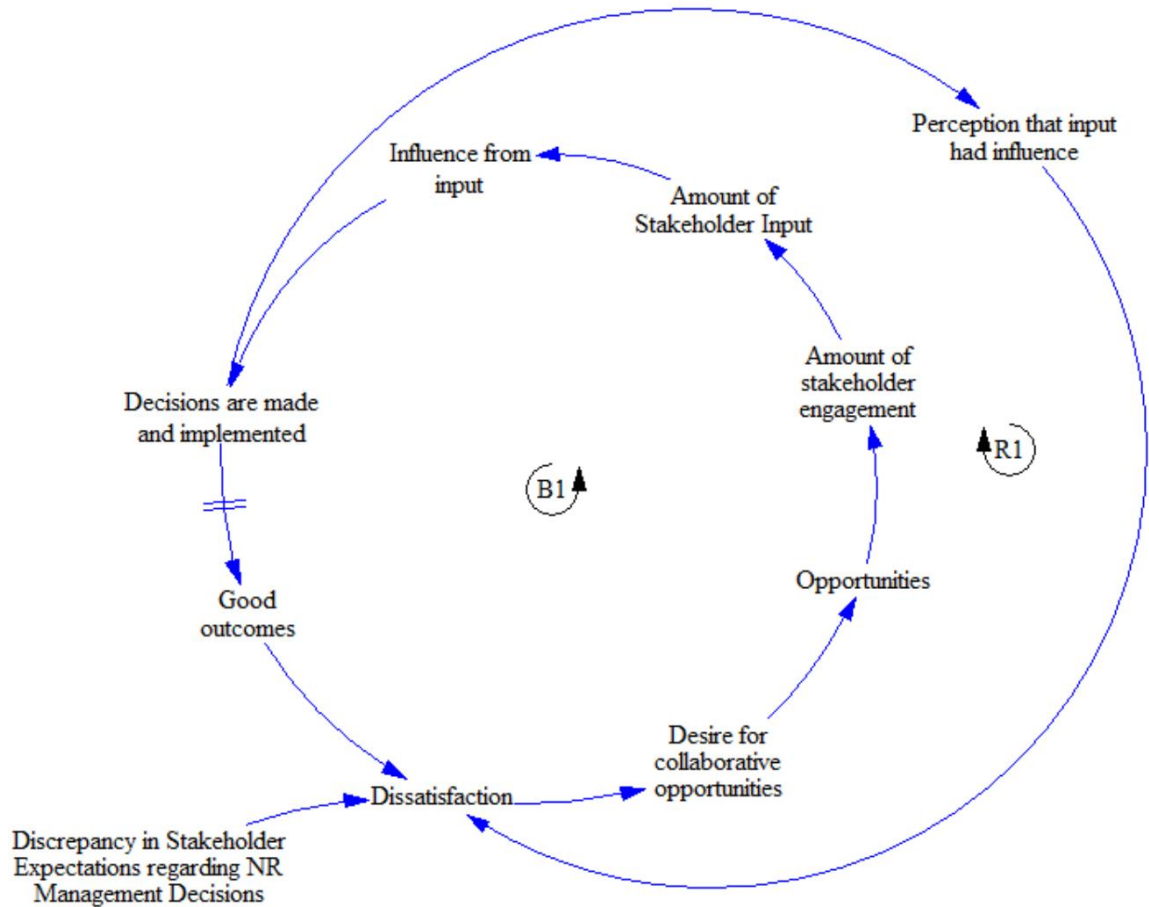 Perception that input
had influence
Influence from
input
Amount of
Stakeholder Input
Amount of
stakeholder
engagement
Decisions are made
and implemented
R1
B1
Opportunities
Good
outcomes
Desire for
collaborative
opportunities
Dissatisfaction
Discrepancy in Stakeholder
Expectations regarding NR
Management Decisions